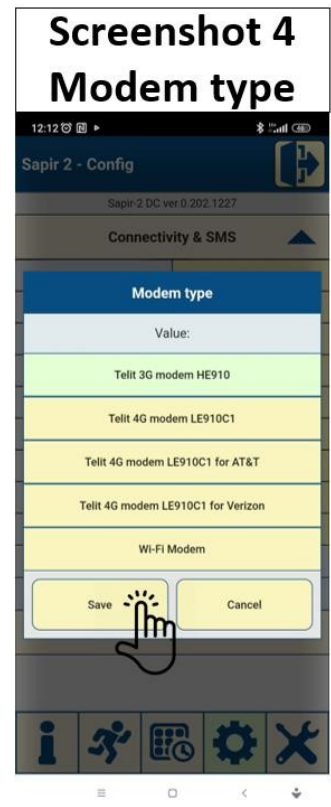 Screenshot 4
Modem type
12:12
Sapir 2 - Config
Sapir-2 DC ver.0.202.1227
Connectivity & SMS
Modem type
Value:
Telit 3G modem HE910
Telit 4G modem LE910C1
Telit 4G modem LE910C1 for AT&T
Telit 4G modem LE910C1 for Verizon
Wi-Fi Modem
Save
Cancel